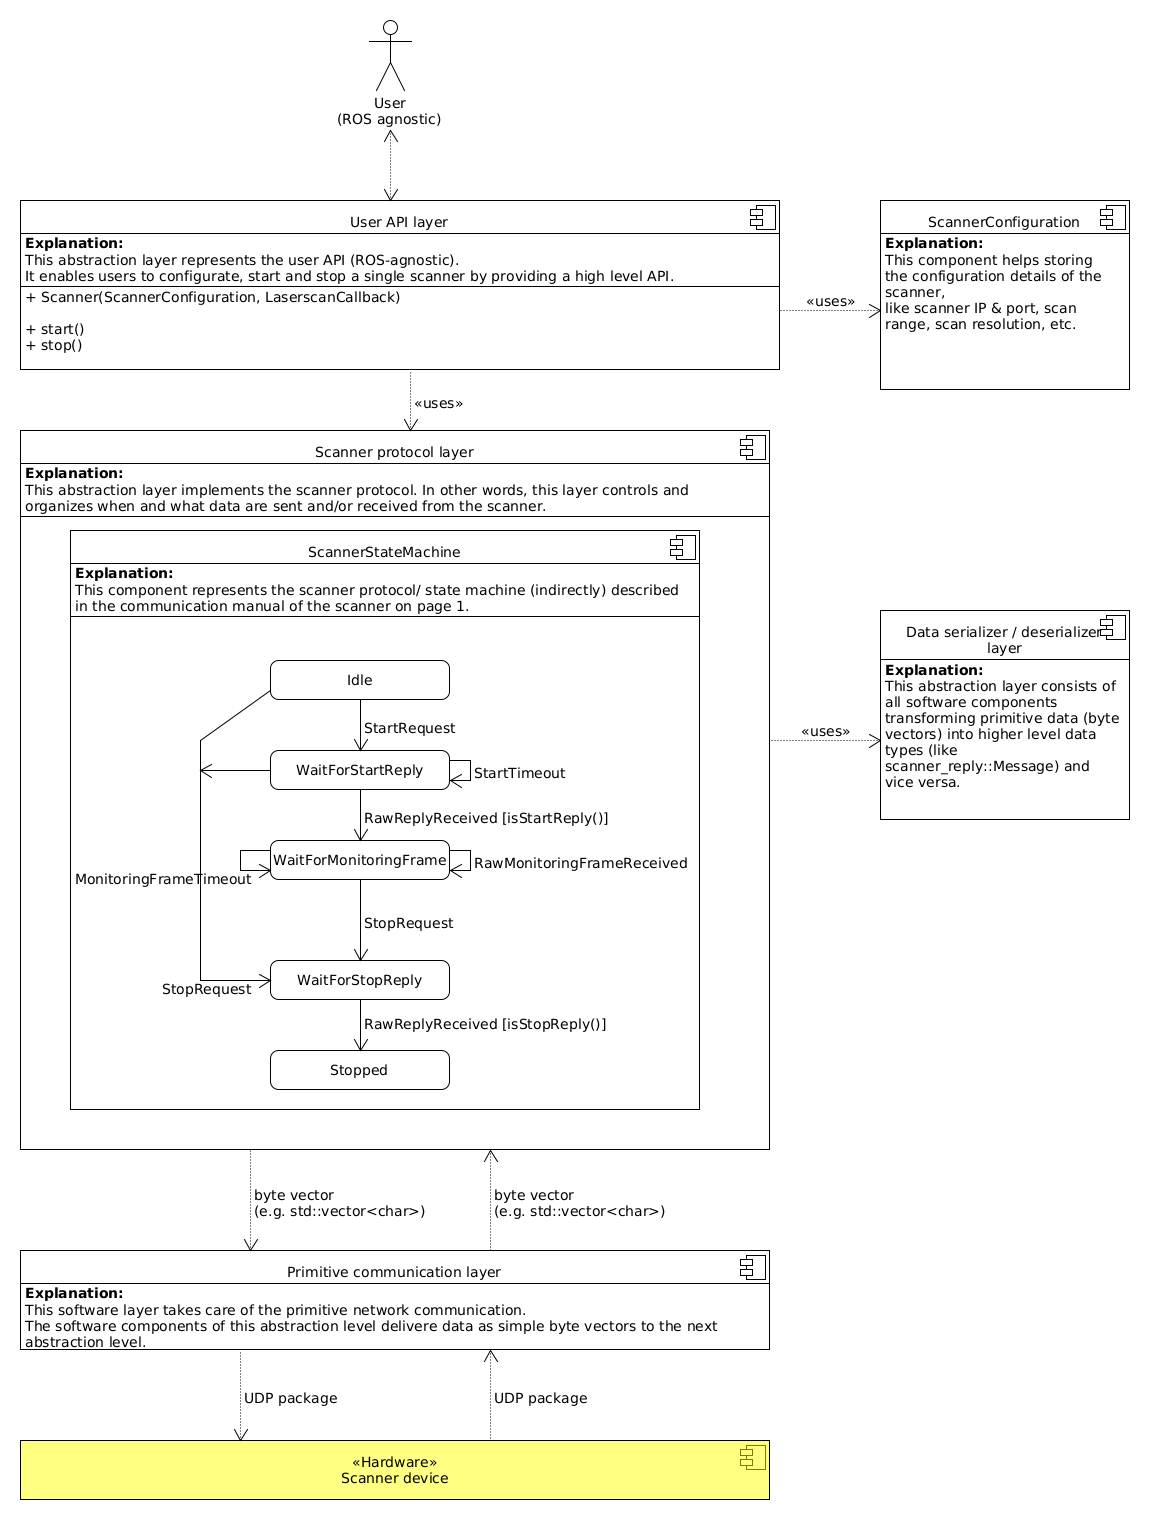 User
(ROS agnostic)
User API layer
Explanation:
This abstraction layer represents the user API (ROS-agnostic).
It enables users to configure, start and stop a single scanner by providing a high level API.
+ Scanner(ScannerConfiguration, LaserscanCallback)
+ start()
+ stop()
«uses»
ScannerConfiguration
Explanation:
This component helps storing
the configuration details of the
scanner,
like scanner IP & port, scan
range, scan resolution, etc.
«uses»
Scanner protocol layer
Explanation:
This abstraction layer implements the scanner protocol. In other words, this layer controls and
organizes when and what data are sent and/or received from the scanner.
ScannerStateMachine
Explanation:
This component represents the scanner protocol/ state machine (indirectly) described
in the communication manual of the scanner on page 1.
Idle
StartRequest
WaitForStartReply
StartTimeout
RawReplyReceived [isStartReply()]
WaitForMonitoringFrame
RawMonitoringFrameReceived
MonitoringFrameTimeout
StopRequest
WaitForStopReply
StopRequest
RawReplyReceived [isStopReply()]
Stopped
«uses»
Data serializer / deserializer
layer
Explanation:
This abstraction layer consists of
all software components
transforming primitive data (byte
vectors) into higher level data
types (like
scanner_reply::Message) and
vice versa.
byte vector
(e.g. std::vector<char>)
byte vector
(e.g. std::vector<char>)
Primitive communication layer
Explanation:
This software layer takes care of the primitive network communication.
The software components of this abstraction level delivere data as simple byte vectors to the next
abstraction level.
UDP package
UDP package
«Hardware»
Scanner device